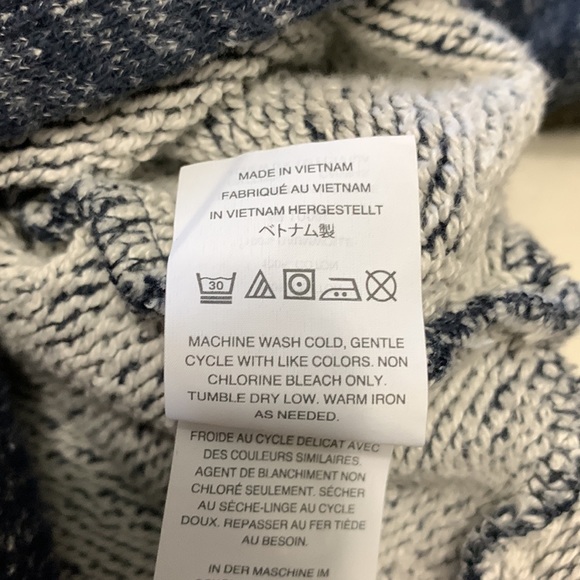 MADE IN VIETNAM
FABRIQUÉ AU VIETNAM
IN VIETNAM HERGESTELLT
ベトナム製
30
MACHINE WASH COLD, GENTLE
CYCLE WITH LIKE COLORS. NON
CHLORINE BLEACH ONLY.
TUMBLE DRY LOW. WARM IRON
AS NEEDED.
FROIDE AU CYCLE DELICAT AVEC
DES COULEURS SIMILAIRES.
AGENT DE BLANCHIMENT NON
CHLORÉ SEULEMENT. SÉCHER
AU SÈCHE-LINGE AU CYCLE
DOUX. REPASSER AU FER TIÈDE
AU BESOIN.
IN DER MASCHINE IM